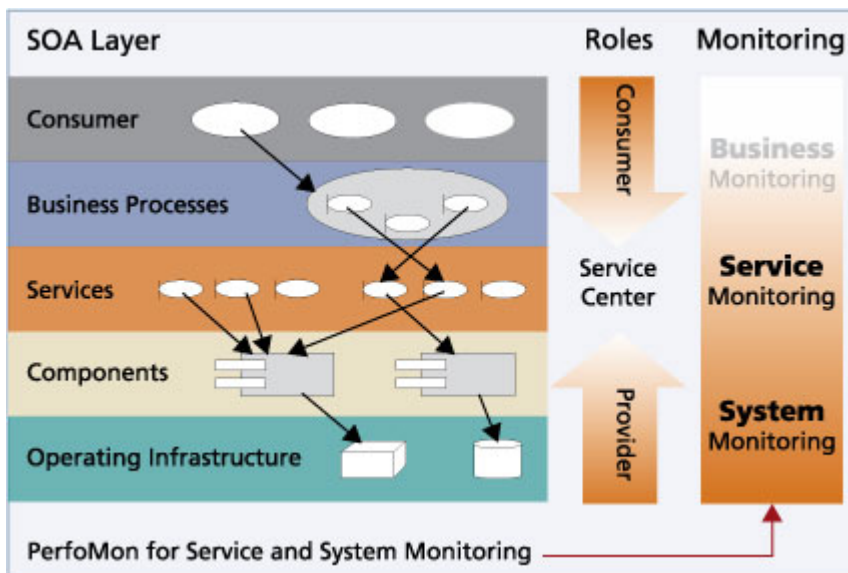 SOA Layer
Roles
Monitoring
Consumer
Consumer
Business
Monitoring
Business Processes
Services
Service
Center
Service
Monitoring
Components
Provider
System
Monitoring
Operating Infrastructure
PerfoMon for Service and System Monitoring